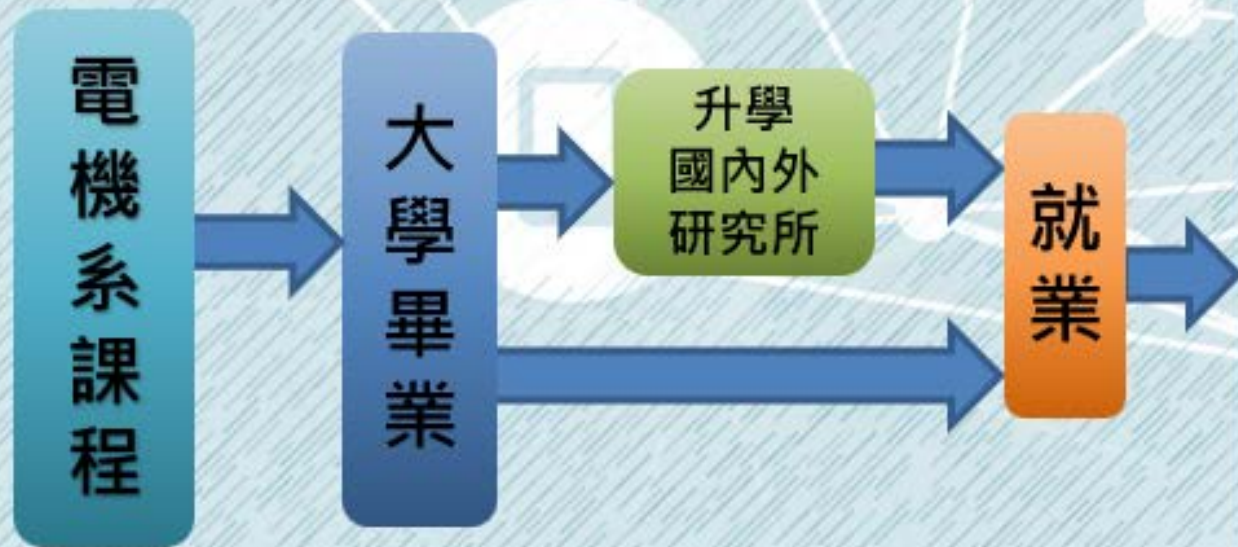 電機系課程
大學畢業
升學
國內外
研究所
就業